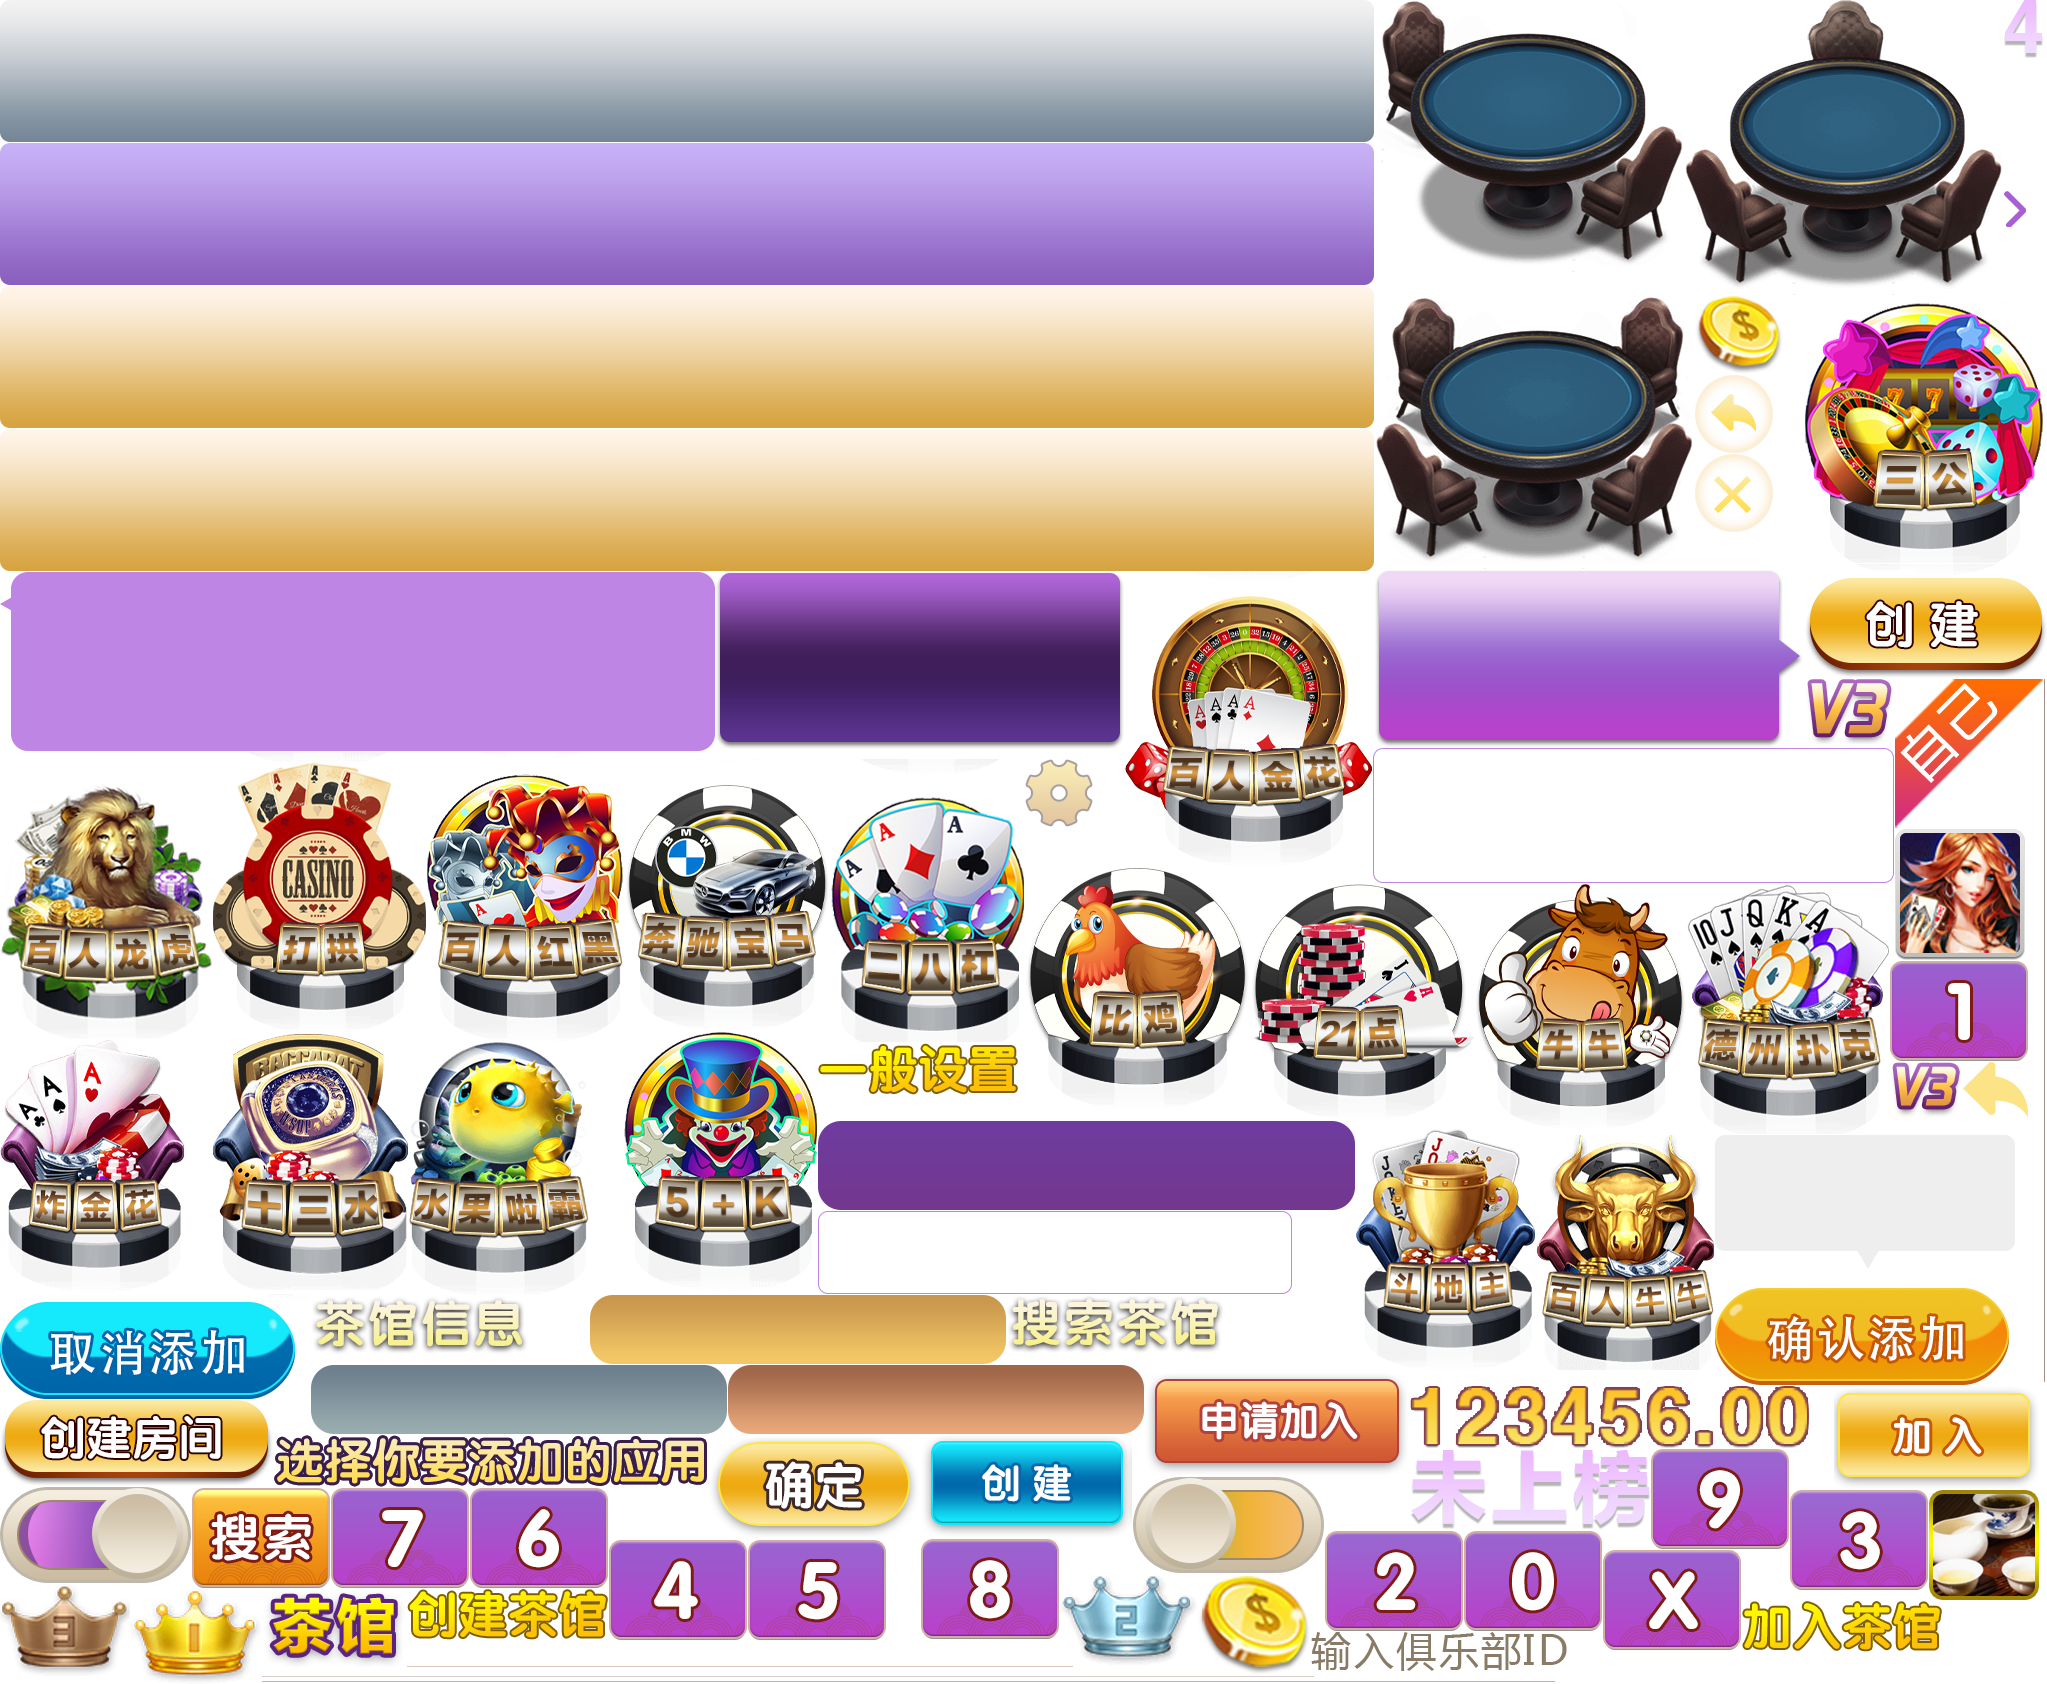 4
三公
创 建
V3
自己
百人金花
CASINO
BMW
百人龙虎
打拱
百人红黑
奔驰宝马
二八杠
比鸡
21点
牛牛
10 J Q K A
德州扑克
1
V3
一般设置
BACCARAT
炸金花
十三水
水果啦霸
5+K
斗地主
百人牛牛
取消添加
茶馆信息
搜索茶馆
确认添加
创建房间
选择你要添加的应用
确定
创 建
申请加入
123456.00
加 入
未上榜
搜索
7
6
4
5
8
2
0
X
9
3
3
1
茶馆
创建茶馆
2
输入俱乐部ID
加入茶馆